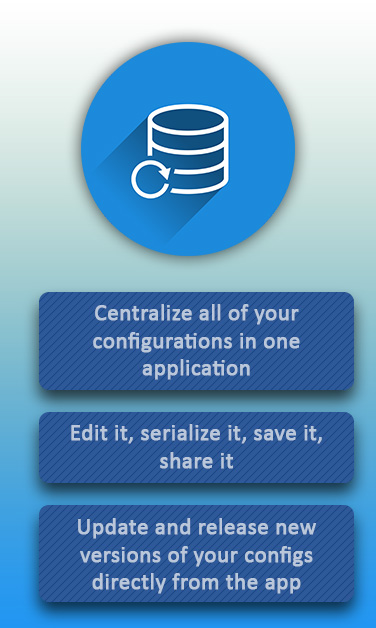 Centralize all of your
configurations in one
application
Edit it, serialize it, save it,
share it
Update and release new
versions of your configs
directly from the app